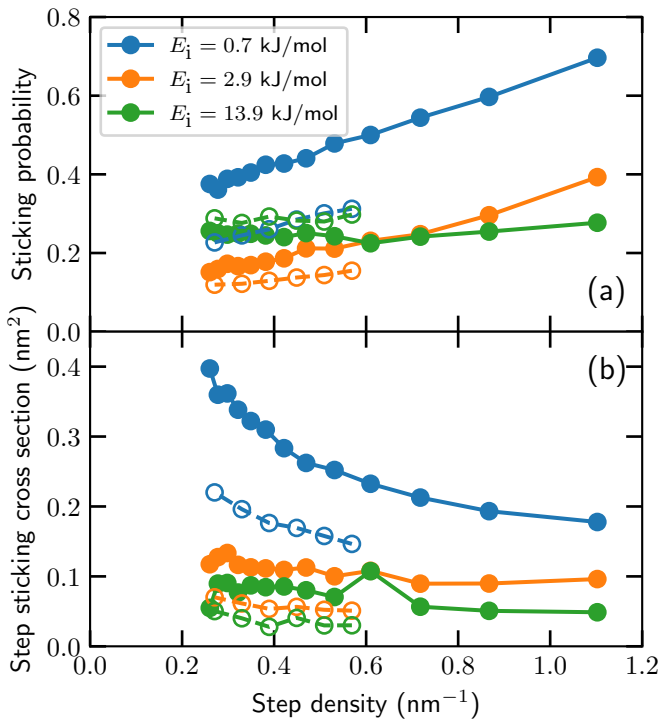 0.8
0.6
0.4
0.2
0.0
Sticking probability
E_i = 0.7 kJ/mol
E_i = 2.9 kJ/mol
E_i = 13.9 kJ/mol
(a)
0.4
0.3
0.2
0.1
0.0
Step sticking cross section (nm²)
(b)
0.0 0.2 0.4 0.6 0.8 1.0 1.2
Step density (nm⁻¹)